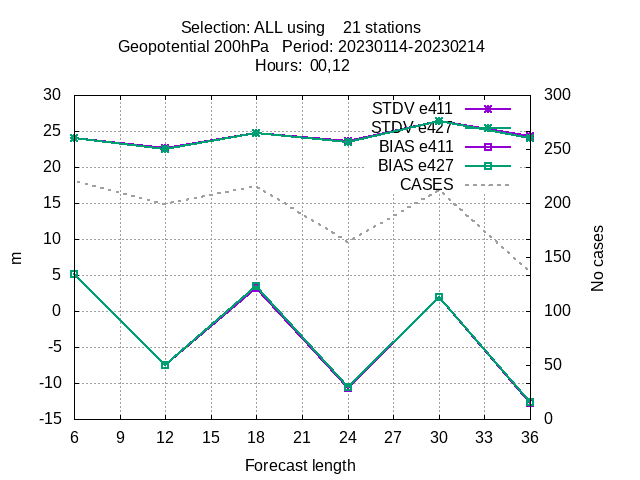 Selection: ALL using    21 stations
Geopotential 200hPa   Period: 20230114-20230214
Hours:  00,12
30
25
20
15
10
5
0
-5
-10
-15
m
300
250
200
150
100
50
0
No cases
STDV e411
STDV e427
BIAS e411
BIAS e427
CASES
6 9 12 15 18 21 24 27 30 33 36
Forecast length